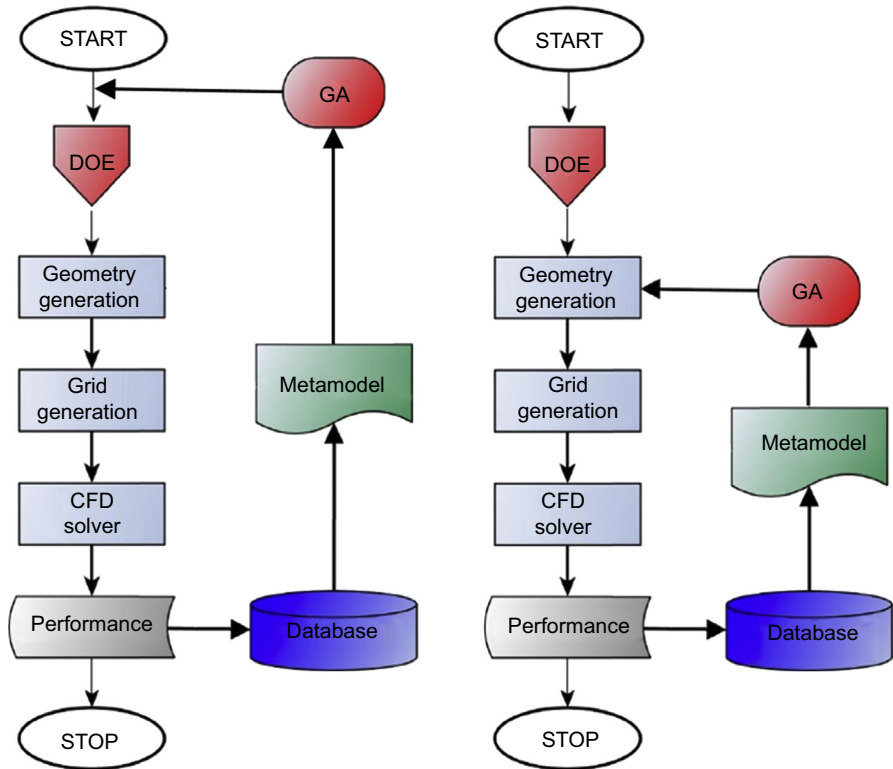 START
GA
DOE
Geometry
generation
Grid
generation
Metamodel
CFD
solver
Performance
Database
STOP
START
DOE
Geometry
generation
GA
Grid
generation
Metamodel
CFD
solver
Performance
Database
STOP